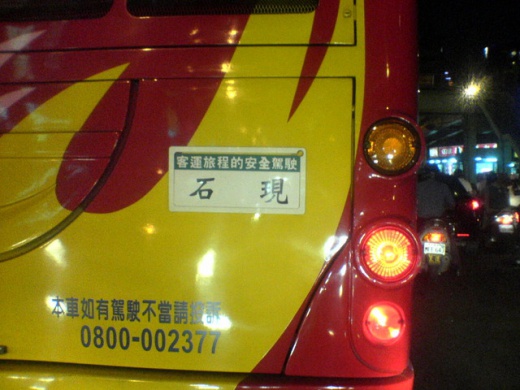 客運旅程的安全駕駛
石 現
本車如有駕駛不當請投訴
0800-002377